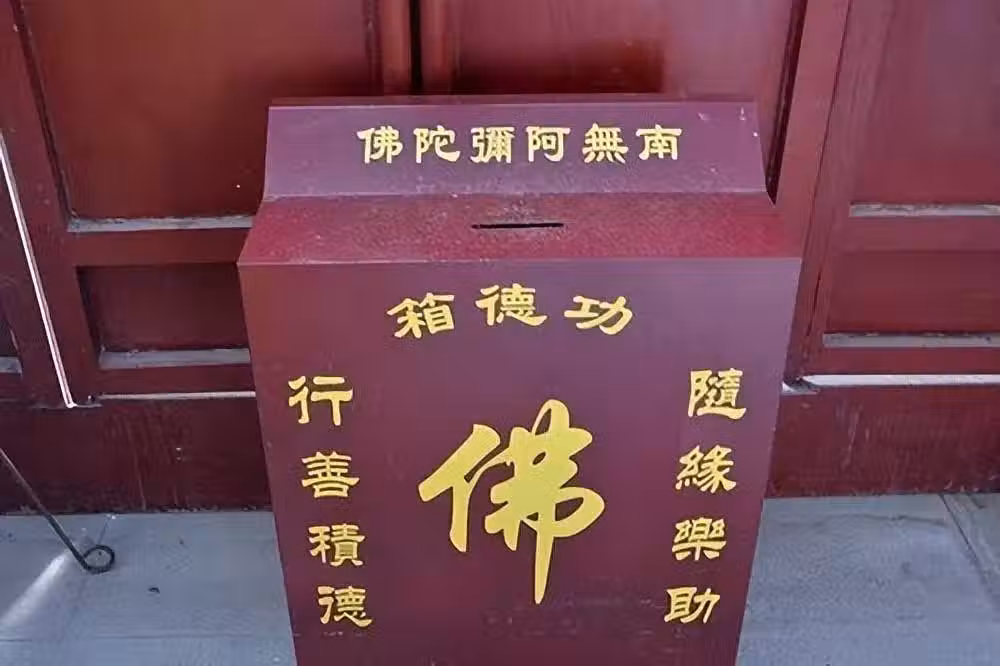 南無阿彌陀佛
功德箱
隨緣樂助
佛
行善積德